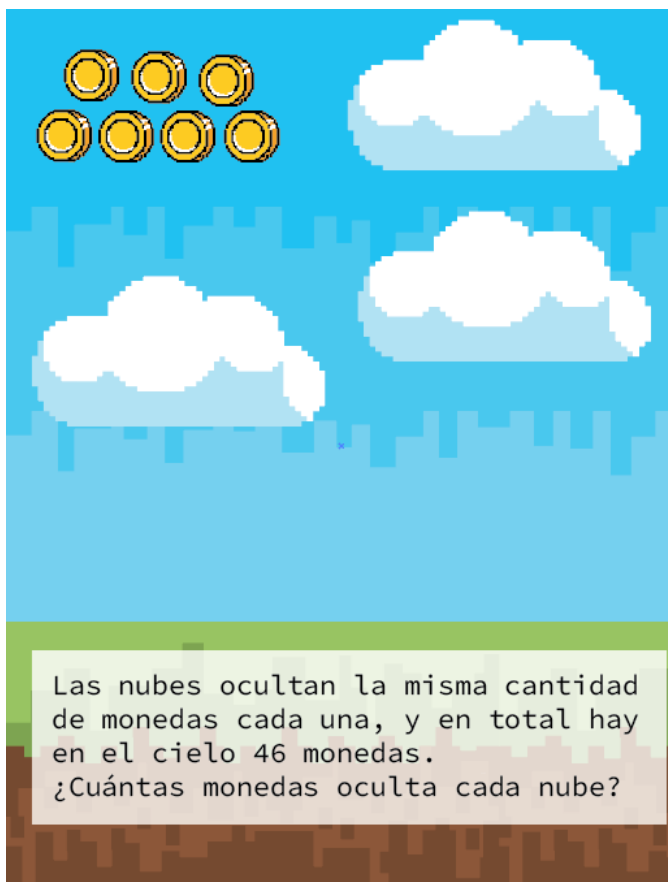 Las nubes ocultan la misma cantidad
de monedas cada una, y en total hay
en el cielo 46 monedas.
¿Cuántas monedas oculta cada nube?